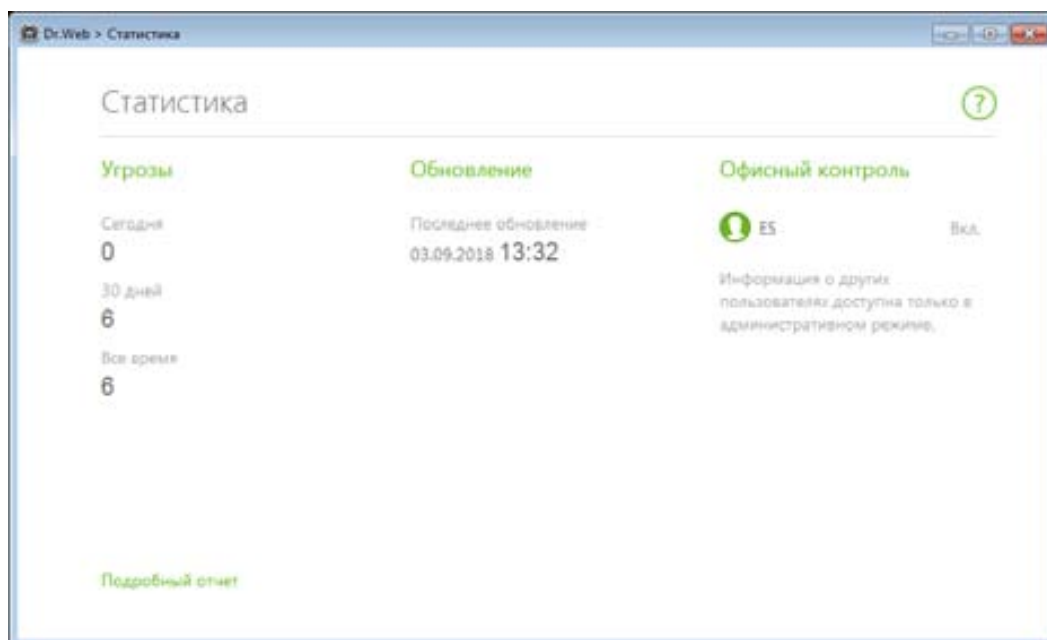 Dr.Web > Статистика
Статистика
?
Угрозы
Сегодня
0
30 дней
6
Все время
6
Обновление
Последнее обновление
03.09.2018 13:32
Офисный контроль
ES Вкл.
Информация о других
пользователях доступна только в
административном режиме.
Подробный отчет